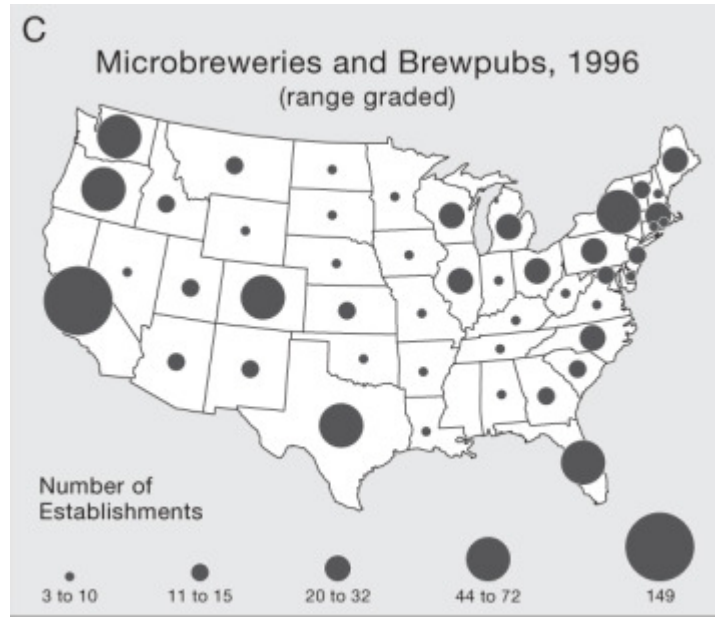 C
Microbreweries and Brewpubs, 1996
(range graded)
Number of
Establishments
3 to 10 11 to 15 20 to 32 44 to 72 149